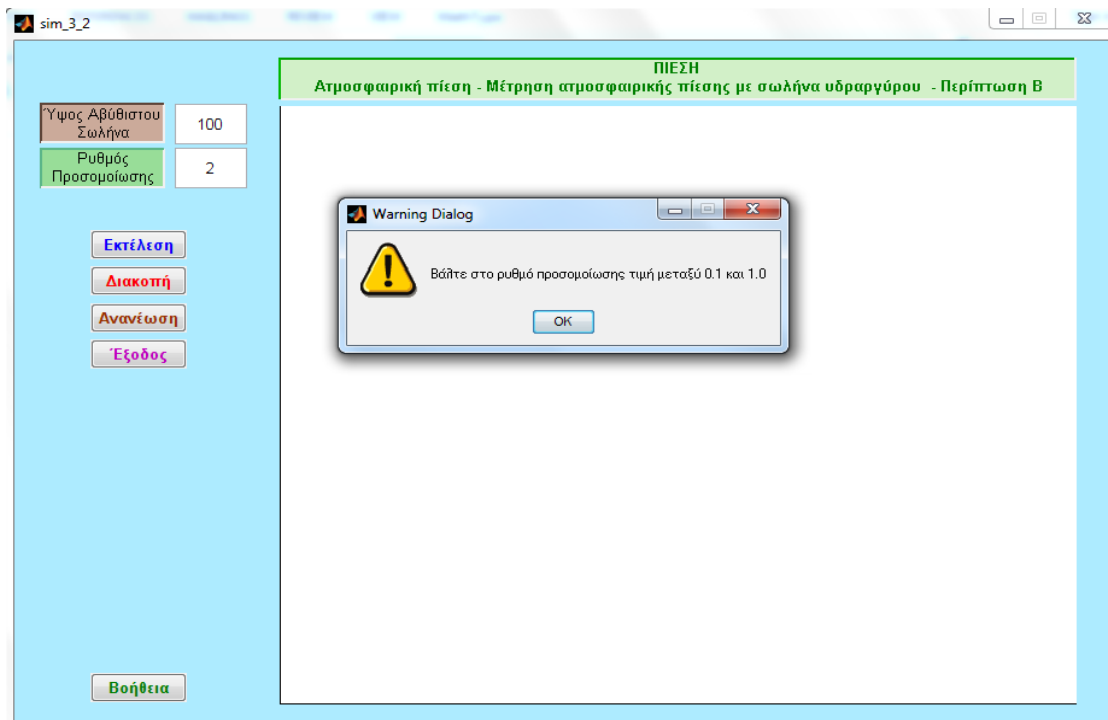 sim_3_2
ΠΙΕΣΗ
Ατμοσφαιρική πίεση - Μέτρηση ατμοσφαιρικής πίεσης με σωλήνα υδραργύρου - Περίπτωση Β
Ύψος Αβύθιστου
Σωλήνα
100
Ρυθμός
Προσομοίωσης
2
Warning Dialog
Βάλτε στο ρυθμό προσομοίωσης τιμή μεταξύ 0.1 και 1.0
OK
Εκτέλεση
Διακοπή
Ανανέωση
Έξοδος
Βοήθεια